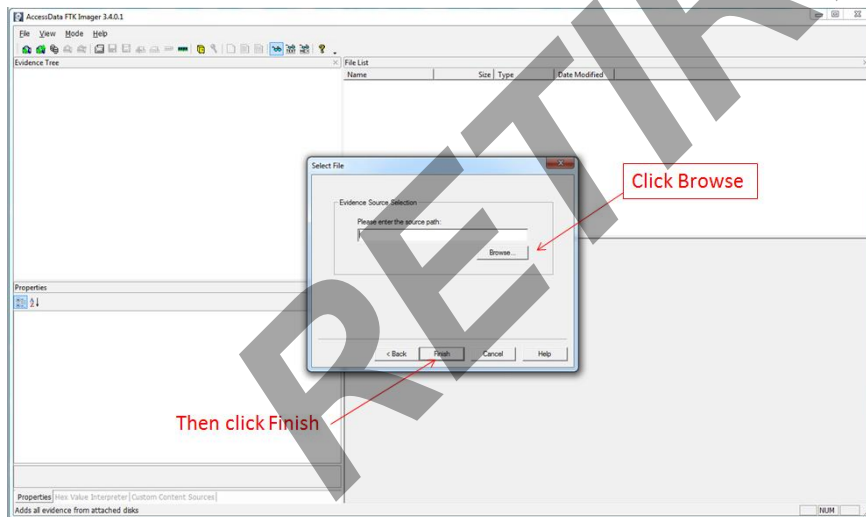 AccessData FTK Imager 3.4.0.1
File View Mode Help
Evidence Tree
File List
Name Size Type Date Modified
Select File
Evidence Source Selection
Please enter the source path:
Browse...
Click Browse
Properties
< Back Finish Cancel Help
Then click Finish
Properties Hex Value Interpreter Custom Content Sources
Adds all evidence from attached disks
NUM
RETIR